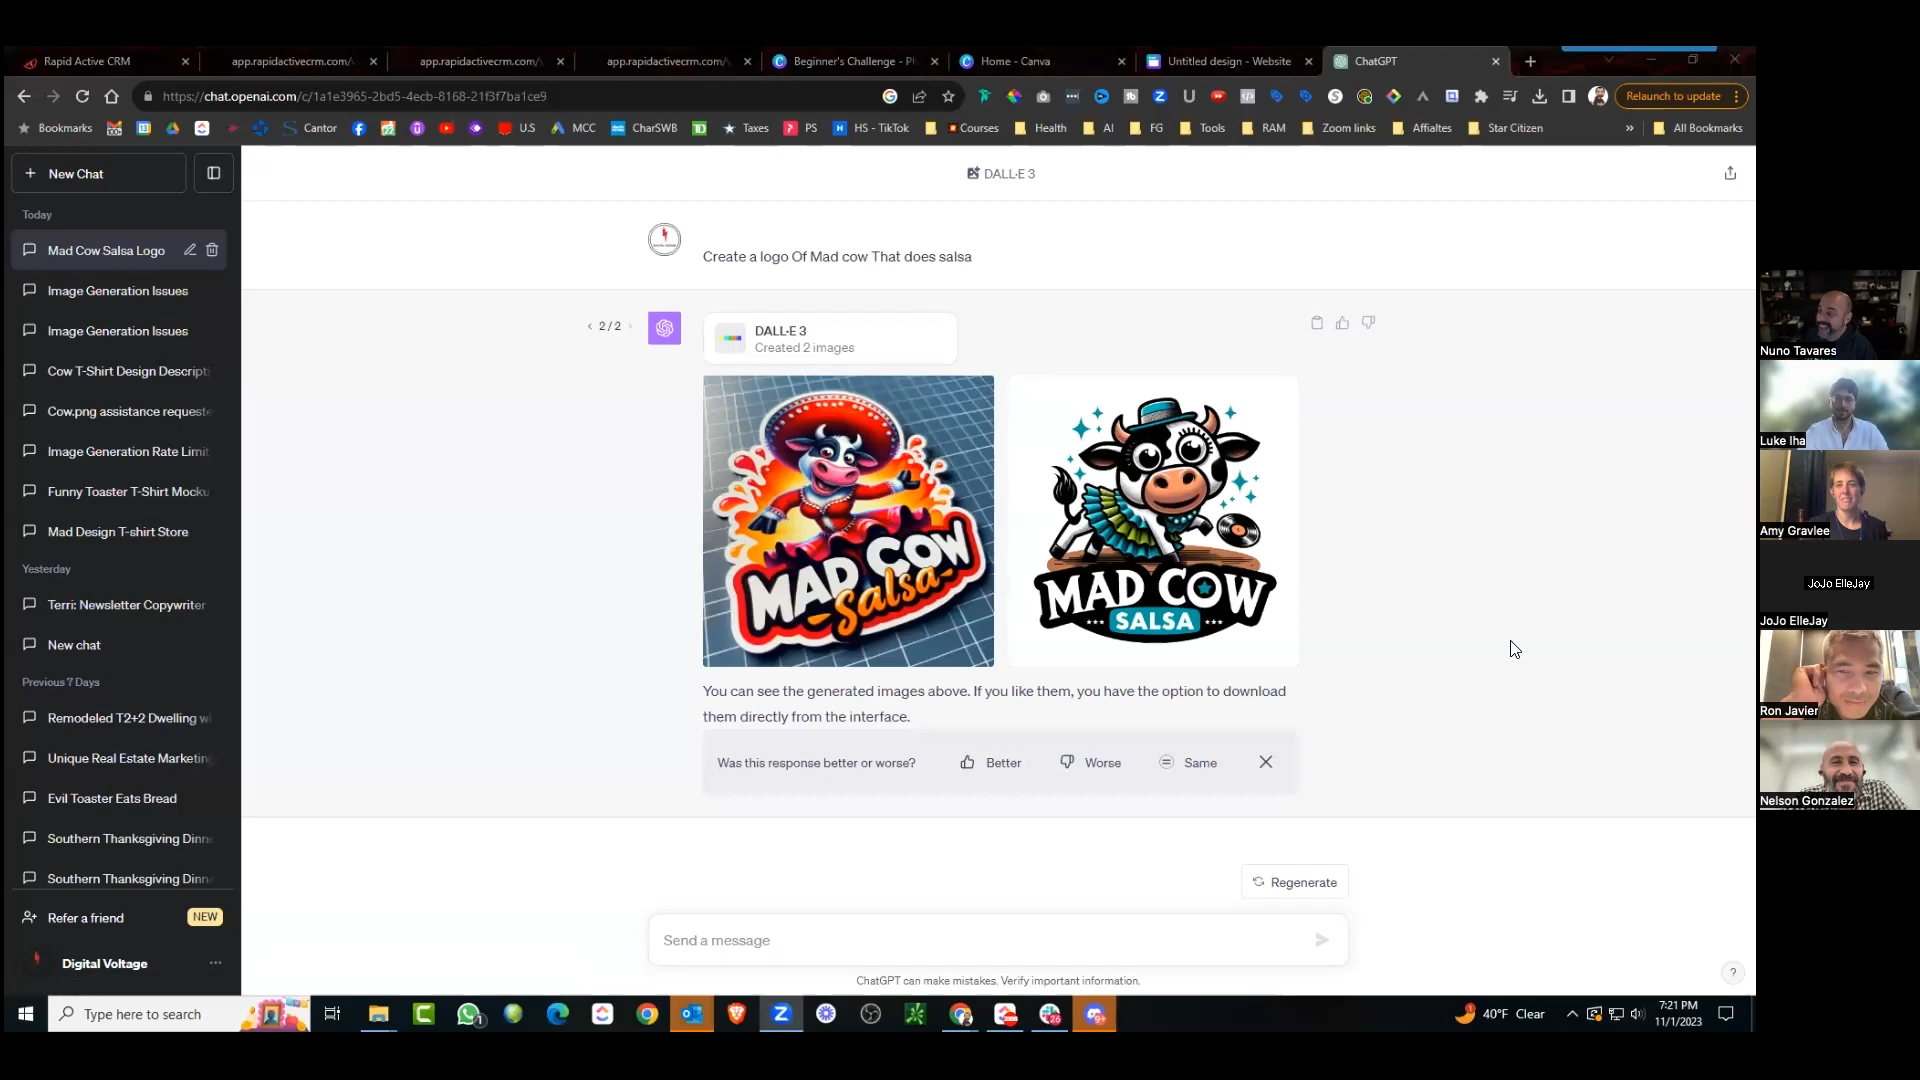 Rapid Active CRM
app.rapidactivecrm.com/
app.rapidactivecrm.com/
app.rapidactivecrm.com/
Beginner's Challenge - Ph
Home - Canva
Untitled design - Website
ChatGPT
https://chat.openai.com/c/1a1e3965-2bd5-4ecb-8168-21f3f7ba1ce9
Relaunch to update
Bookmarks
Cantor
U.S
MCC
CharSWB
Taxes
PS
HS - TikTok
Courses
Health
AI
FG
Tools
RAM
Zoom links
Affialtes
Star Citizen
»
All Bookmarks
New Chat
Today
Mad Cow Salsa Logo
Image Generation Issues
Image Generation Issues
Cow T-Shirt Design Descript
Cow.png assistance requeste
Image Generation Rate Limit
Funny Toaster T-Shirt Mocku
Mad Design T-shirt Store
Yesterday
Terri: Newsletter Copywriter
New chat
Previous 7 Days
Remodeled T2+2 Dwelling wi
Unique Real Estate Marketing
Evil Toaster Eats Bread
Southern Thanksgiving Dinne
Southern Thanksgiving Dinne
Refer a friend
NEW
Digital Voltage
DALL·E 3
Create a logo Of Mad cow That does salsa
2 / 2
DALL·E 3
Created 2 images
MAD COW
Salsa
MAD COW
SALSA
You can see the generated images above. If you like them, you have the option to download
them directly from the interface.
Was this response better or worse?
Better
Worse
Same
Regenerate
Send a message
ChatGPT can make mistakes. Verify important information.
?
Nuno Tavares
Luke Iha
Amy Gravlee
JoJo ElleJay
JoJo ElleJay
Ron Javier
Nelson Gonzalez
Type here to search
40°F Clear
7:21 PM
11/1/2023